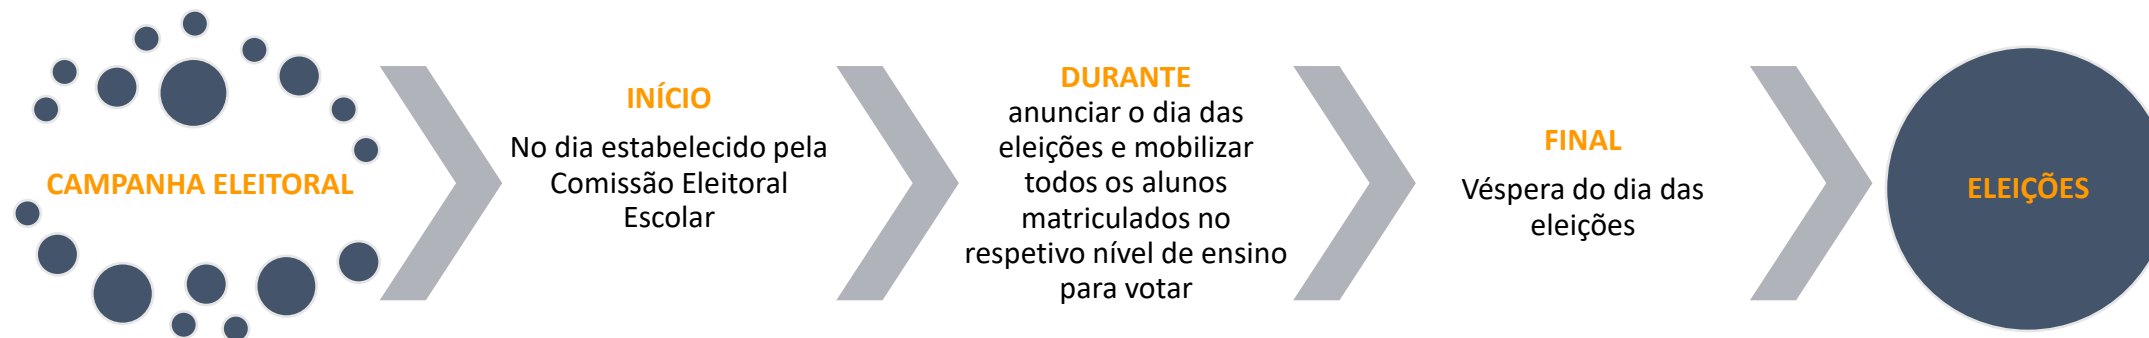 CAMPANHA ELEITORAL
INÍCIO
No dia estabelecido pela
Comissão Eleitoral
Escolar
DURANTE
anunciar o dia das
eleições e mobilizar
todos os alunos
matriculados no
respetivo nível de ensino
para votar
FINAL
Véspera do dia das
eleições
ELEIÇÕES